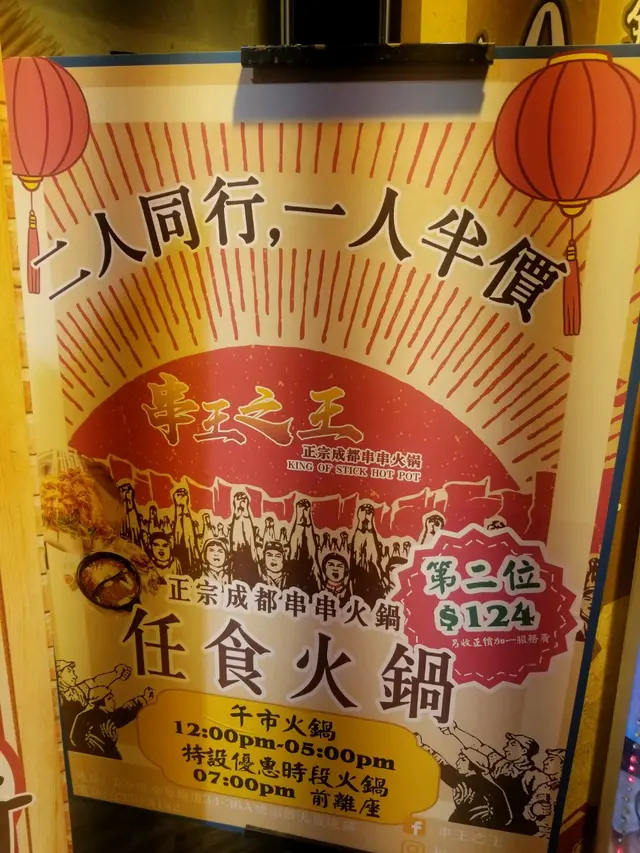 二人同行,一人半價
串王之王
正宗成都串串火锅
KING OF STICK HOT POT
第二位
$124
另收正價加一服務費
正宗成都串串火鍋
任食火鍋
午市火鍋
12:00pm-05:00pm
特設優惠時段火鍋
07:00pm 前離座
串王之王